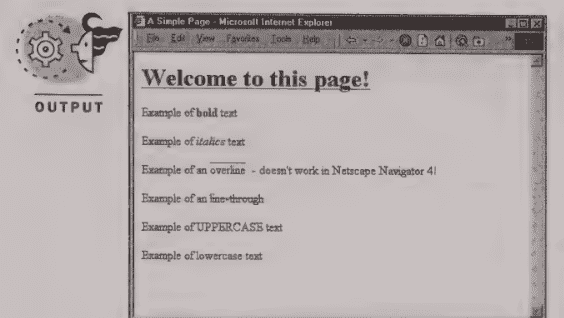 OUTPUT
A Simple Page - Microsoft Internet Explorer
File Edit View Favorites Tools Help
Welcome to this page!
Example of bold text
Example of italics text
Example of an overline - doesn't work in Netscape Navigator 4!
Example of an line-through
Example of UPPERCASE text
Example of lowercase text